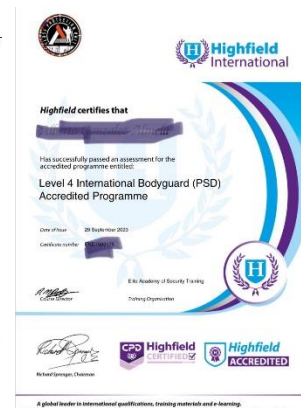 Highfield
International
Highfield certifies that
Has successfully passed an assessment for the
accredited programme entitled:
Level 4 International Bodyguard (PSD)
Accredited Programme
Date of Issue
Certificate number
Elite Academy of Security Training
Course Director
Training Organisation
H
CPD
Highfield
CERTIFIED
Highfield
ACCREDITED
Richard Sprenger, Chairman
A global leader in international qualifications, training materials and e-learning.